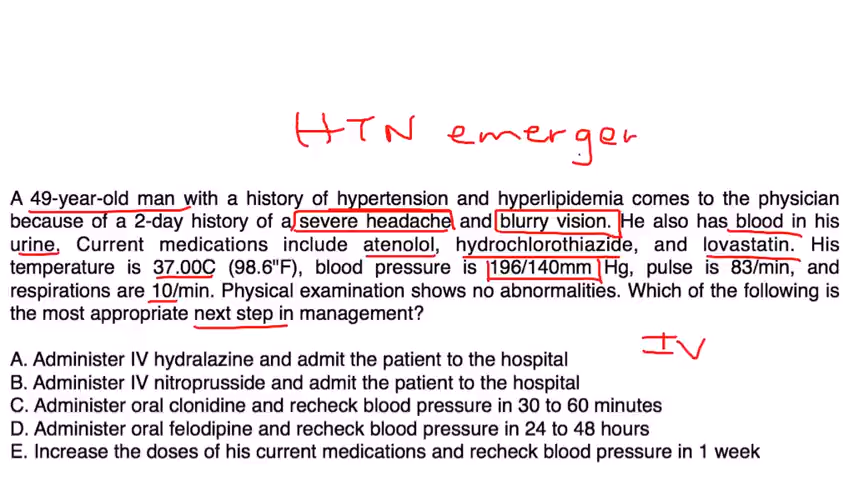 HTN emerger
A 49-year-old man with a history of hypertension and hyperlipidemia comes to the physician
because of a 2-day history of a severe headache and blurry vision. He also has blood in his
urine. Current medications include atenolol, hydrochlorothiazide, and lovastatin. His
temperature is 37.00C (98.6"F), blood pressure is 196/140mm Hg, pulse is 83/min, and
respirations are 10/min. Physical examination shows no abnormalities. Which of the following is
the most appropriate next step in management?
IV
A. Administer IV hydralazine and admit the patient to the hospital
B. Administer IV nitroprusside and admit the patient to the hospital
C. Administer oral clonidine and recheck blood pressure in 30 to 60 minutes
D. Administer oral felodipine and recheck blood pressure in 24 to 48 hours
E. Increase the doses of his current medications and recheck blood pressure in 1 week